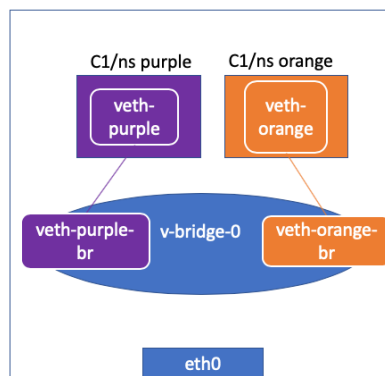 C1/ns purple
C1/ns orange
veth-
purple
veth-
orange
veth-purple-
br
v-bridge-0
veth-orange-
br
eth0